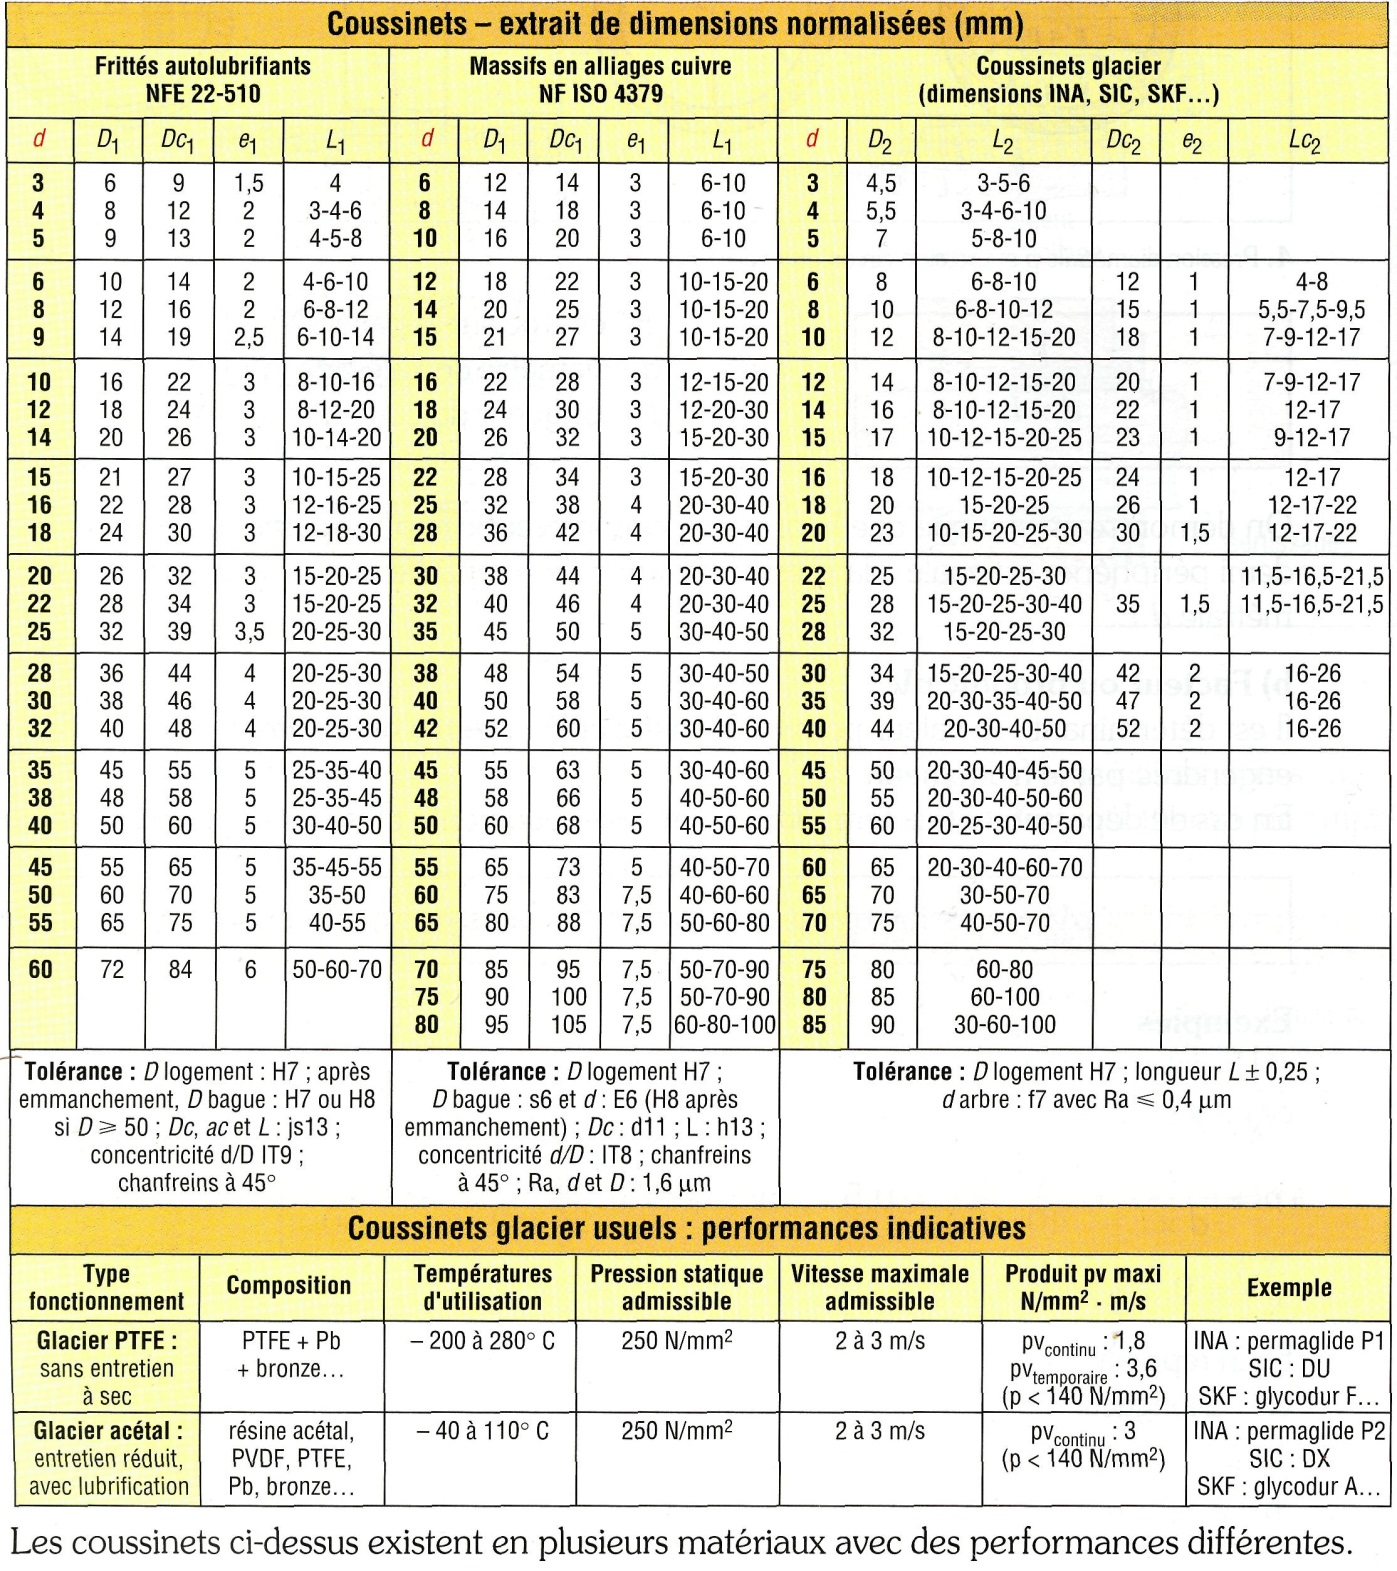 Coussinets – extrait de dimensions normalisées (mm)
Frittés autolubrifiants
NFE 22-510
Massifs en alliages cuivre
NF ISO 4379
Coussinets glacier
(dimensions INA, SIC, SKF…)
d D1 Dc1 e1 L1 d D1 Dc1 e1 L1 d D2 L2 Dc2 e2 Lc2
3 6 9 1,5 4 6 12 14 3 6-10 3 4,5 3-5-6
4 8 12 2 3-4-6 8 14 18 3 6-10 4 5,5 3-4-6-10
5 9 13 2 4-5-8 10 16 20 3 6-10 5 7 5-8-10
6 10 14 2 4-6-10 12 18 22 3 10-15-20 6 8 6-8-10 12 1 4-8
8 12 16 2 6-8-12 14 20 25 3 10-15-20 8 10 6-8-10-12 15 1 5,5-7,5-9,5
9 14 19 2,5 6-10-14 15 21 27 3 10-15-20 10 12 8-10-12-15-20 18 1 7-9-12-17
10 16 22 3 8-10-16 16 22 28 3 12-15-20 12 14 8-10-12-15-20 20 1 7-9-12-17
12 18 24 3 8-12-20 18 24 30 3 12-20-30 14 16 8-10-12-15-20 22 1 12-17
14 20 26 3 10-14-20 20 26 32 3 15-20-30 15 17 10-12-15-20-25 23 1 9-12-17
15 21 27 3 10-15-25 22 28 34 3 15-20-30 16 18 10-12-15-20-25 24 1 12-17
16 22 28 3 12-16-25 25 32 38 4 20-30-40 18 20 15-20-25 26 1 12-17-22
18 24 30 3 12-18-30 28 36 42 4 20-30-40 20 23 10-15-20-25-30 30 1,5 12-17-22
20 26 32 3 15-20-25 30 38 44 4 20-30-40 22 25 15-20-25-30 11,5-16,5-21,5
22 28 34 3 15-20-25 32 40 46 4 20-30-40 25 28 15-20-25-30-40 35 1,5 11,5-16,5-21,5
25 32 39 3,5 20-25-30 35 45 50 5 30-40-50 28 32 15-20-25-30
28 36 44 4 20-25-30 38 48 54 5 30-40-50 30 34 15-20-25-30-40 42 2 16-26
30 38 46 4 20-25-30 40 50 58 5 30-40-60 35 39 20-30-35-40-50 47 2 16-26
32 40 48 4 20-25-30 42 52 60 5 30-40-60 40 44 20-30-40-50 52 2 16-26
35 45 55 5 25-35-40 45 55 63 5 30-40-60 45 50 20-30-40-45-50
38 48 58 5 25-35-45 48 58 66 5 40-50-60 50 55 20-30-40-50-60
40 50 60 5 30-40-50 50 60 68 5 40-50-60 55 60 20-25-30-40-50
45 55 65 5 35-45-55 55 65 73 5 40-50-70 60 65 20-30-40-60-70
50 60 70 5 35-50 60 75 83 7,5 40-60-60 65 70 30-50-70
55 65 75 5 40-55 65 80 88 7,5 50-60-80 70 75 40-50-70
60 72 84 6 50-60-70 70 85 95 7,5 50-70-90 75 80 60-80
75 90 100 7,5 50-70-90 80 85 60-100
80 95 105 7,5 60-80-100 85 90 30-60-100
Tolérance : D logement : H7 ; après
emmanchement, D bague : H7 ou H8
si D ⩾ 50 ; Dc, ac et L : js13 ;
concentricité d/D IT9 ;
chanfreins à 45°
Tolérance : D logement H7 ;
D bague : s6 et d : E6 (H8 après
emmanchement) ; Dc : d11 ; L : h13 ;
concentricité d/D : IT8 ; chanfreins
à 45° ; Ra, d et D : 1,6 µm
Tolérance : D logement H7 ; longueur L ± 0,25 ;
d arbre : f7 avec Ra ⩽ 0,4 µm
Coussinets glacier usuels : performances indicatives
Type
fonctionnement
Composition
Températures
d'utilisation
Pression statique
admissible
Vitesse maximale
admissible
Produit pv maxi
N/mm² · m/s
Exemple
Glacier PTFE :
sans entretien
à sec
PTFE + Pb
+ bronze…
– 200 à 280° C
250 N/mm²
2 à 3 m/s
pvcontinu : 1,8
pvtemporaire : 3,6
(p < 140 N/mm²)
INA : permaglide P1
SIC : DU
SKF : glycodur F…
Glacier acétal :
entretien réduit,
avec lubrification
résine acétal,
PVDF, PTFE,
Pb, bronze…
– 40 à 110° C
250 N/mm²
2 à 3 m/s
pvcontinu : 3
(p < 140 N/mm²)
INA : permaglide P2
SIC : DX
SKF : glycodur A…
Les coussinets ci-dessus existent en plusieurs matériaux avec des performances différentes.